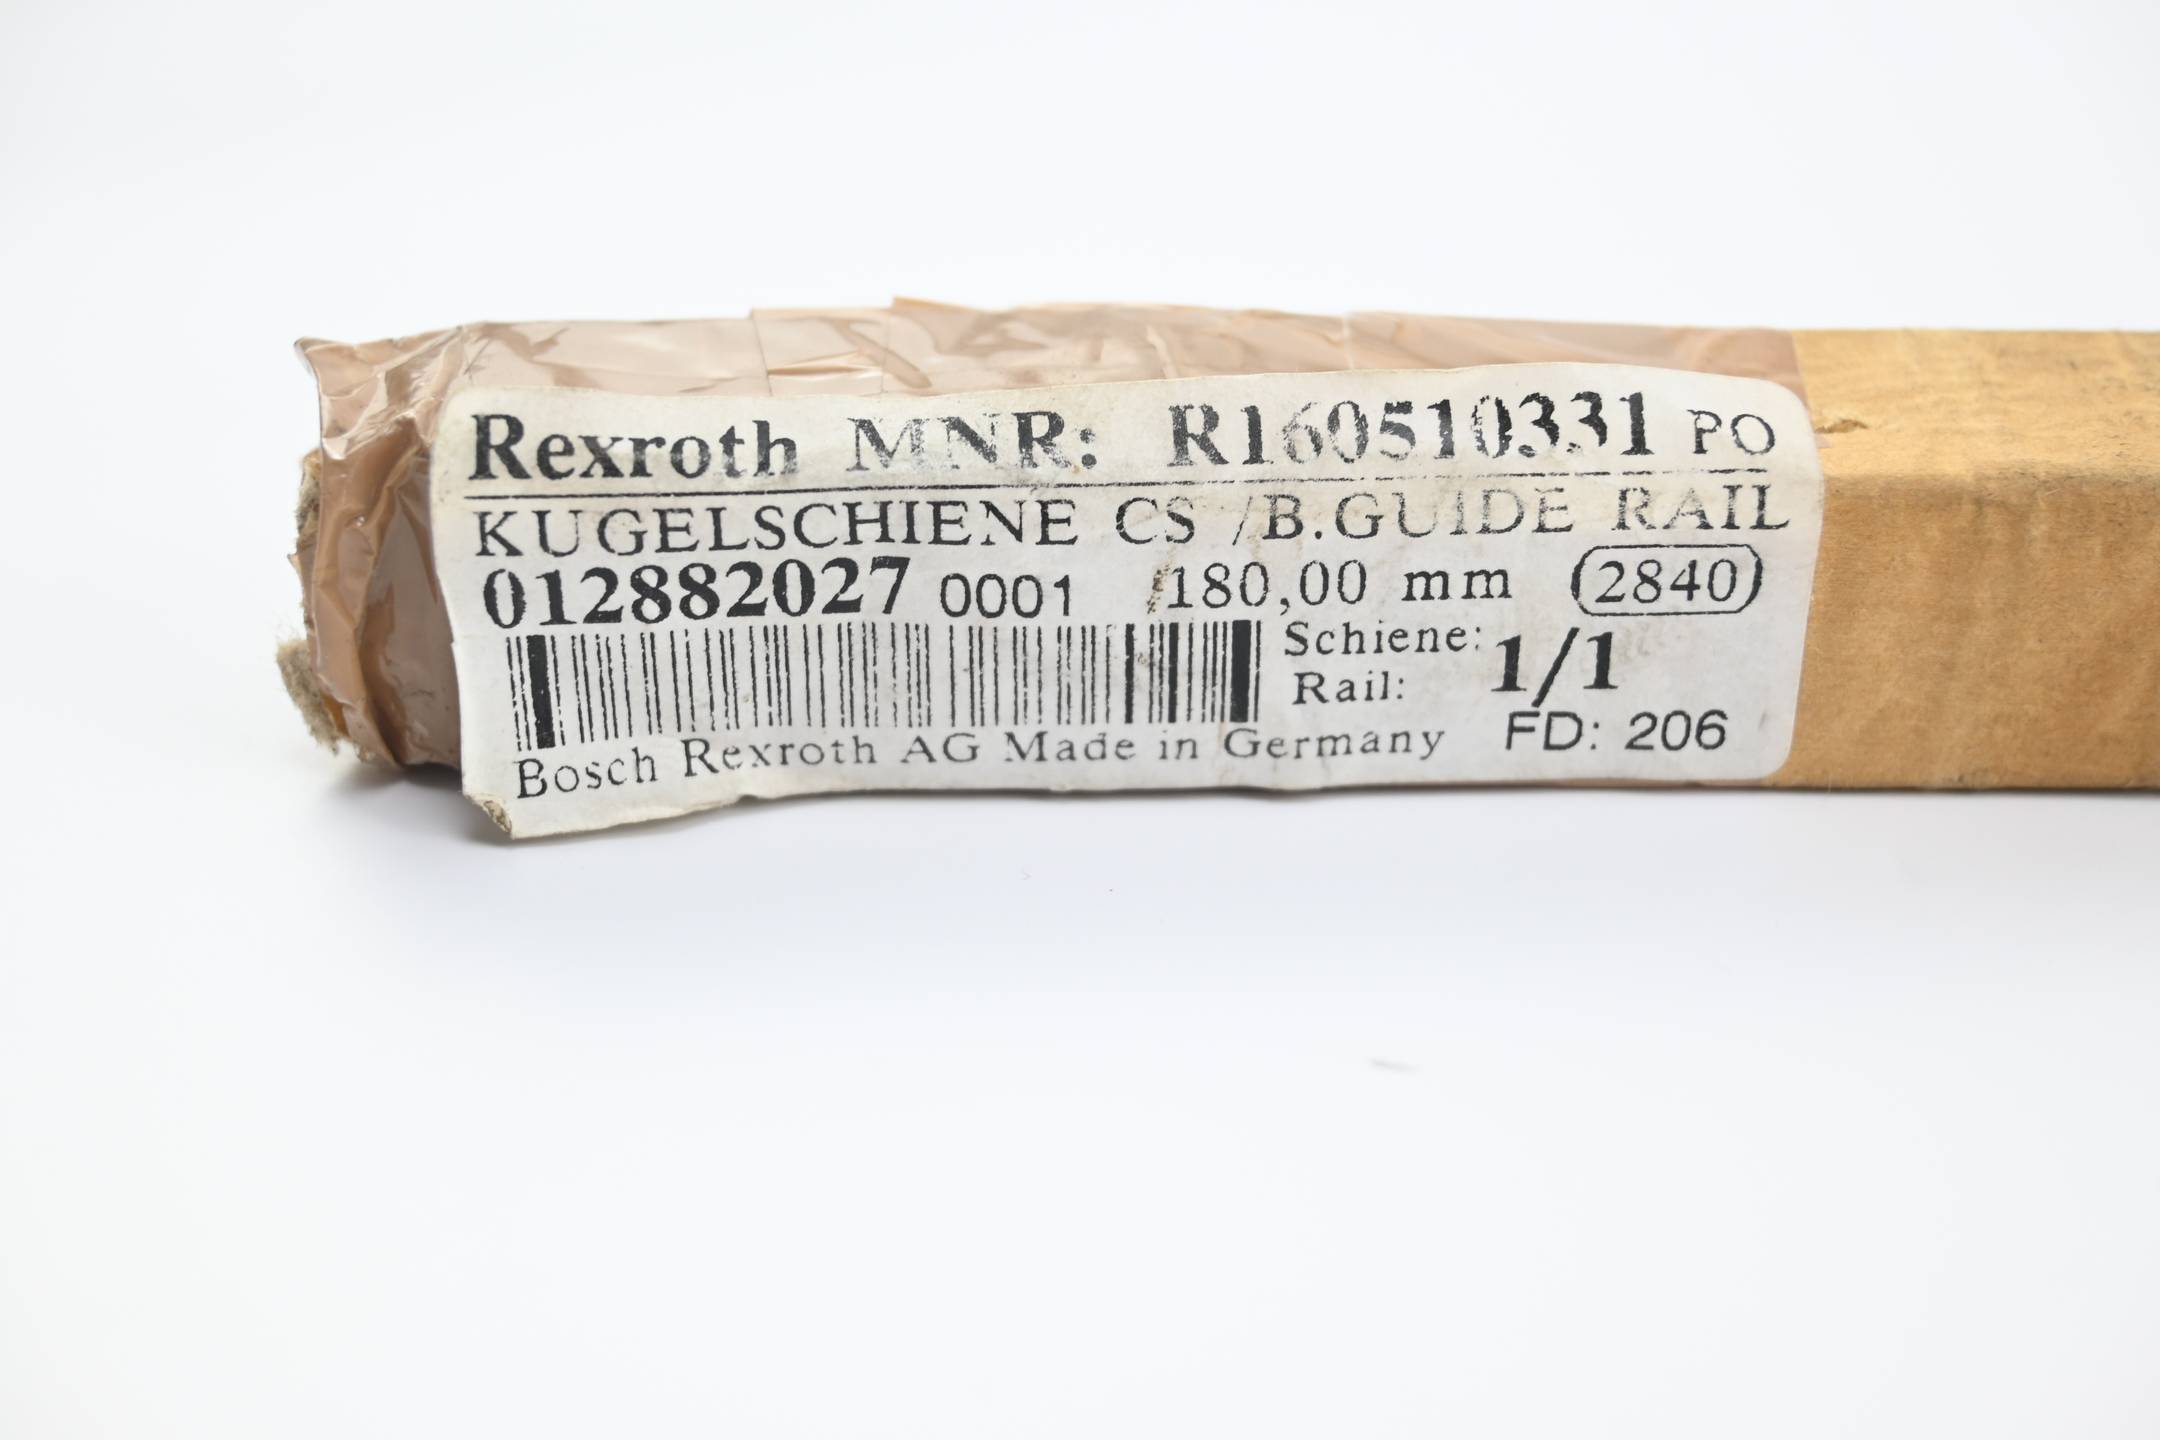 Rexroth MNR: R160510331 PO
KUGELSCHIENE CS /B.GUIDE RAIL
012882027 0001 /180,00 mm (2840)
Schiene: 1/1
Rail:
FD: 206
Bosch Rexroth AG Made in Germany